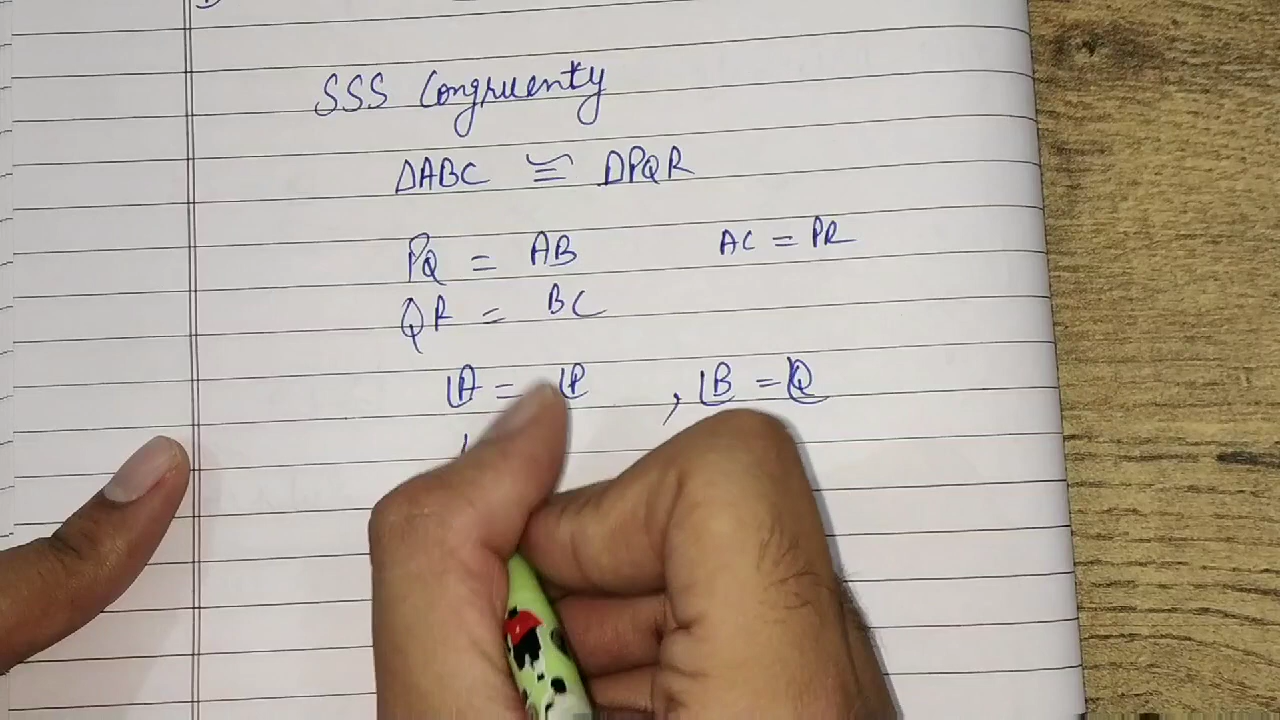 SSS Congruenty
ΔABC ≅ ΔPQR
PQ = AB AC = PR
QR = BC
∠A = ∠P , ∠B = ∠Q